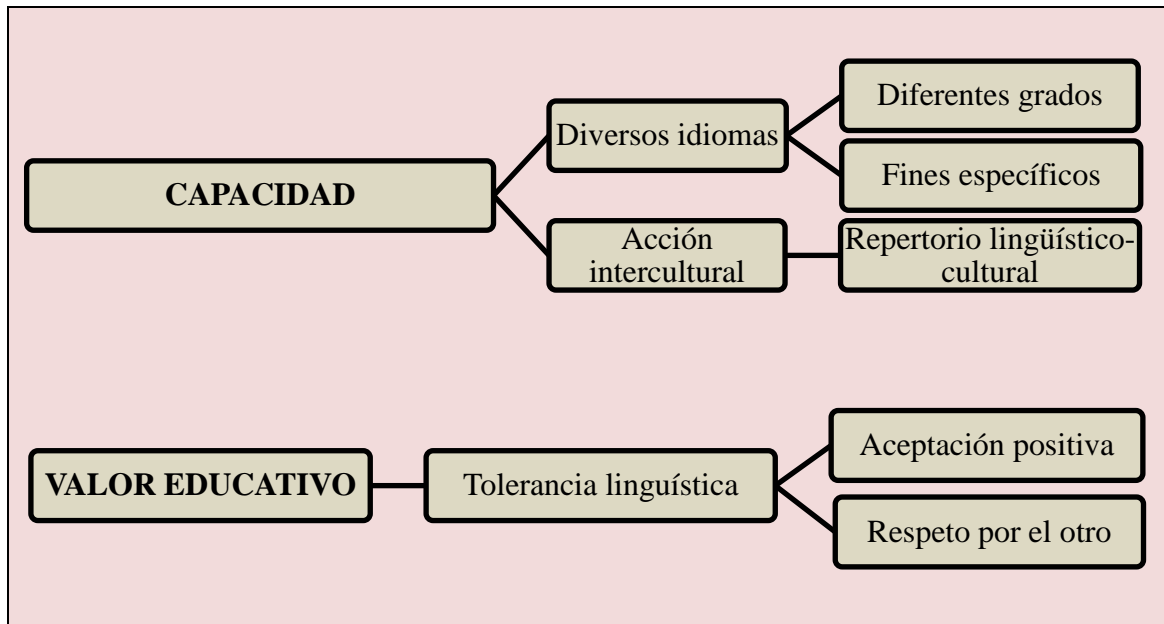 CAPACIDAD
Diversos idiomas
Diferentes grados
Fines específicos
Acción
intercultural
Repertorio lingüístico-
cultural
VALOR EDUCATIVO
Tolerancia linguística
Aceptación positiva
Respeto por el otro